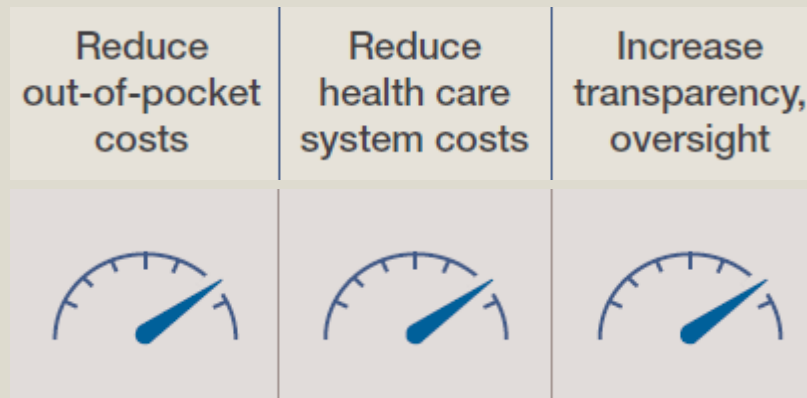 Reduce
out-of-pocket
costs
Reduce
health care
system costs
Increase
transparency,
oversight